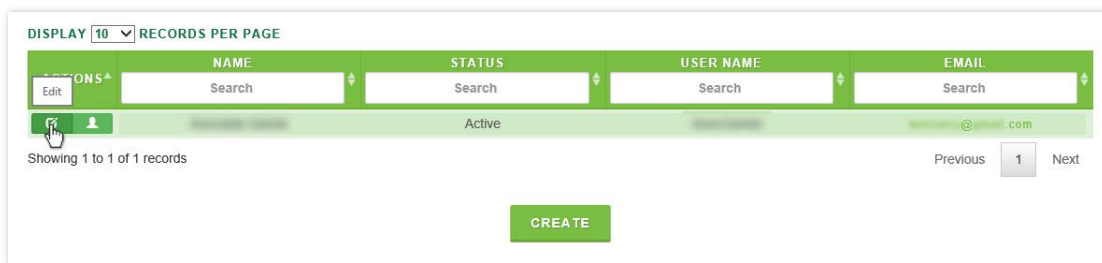 DISPLAY 10 RECORDS PER PAGE
ACTIONS NAME STATUS USER NAME EMAIL
Edit Search Search Search Search
Active .com
Showing 1 to 1 of 1 records Previous 1 Next
CREATE